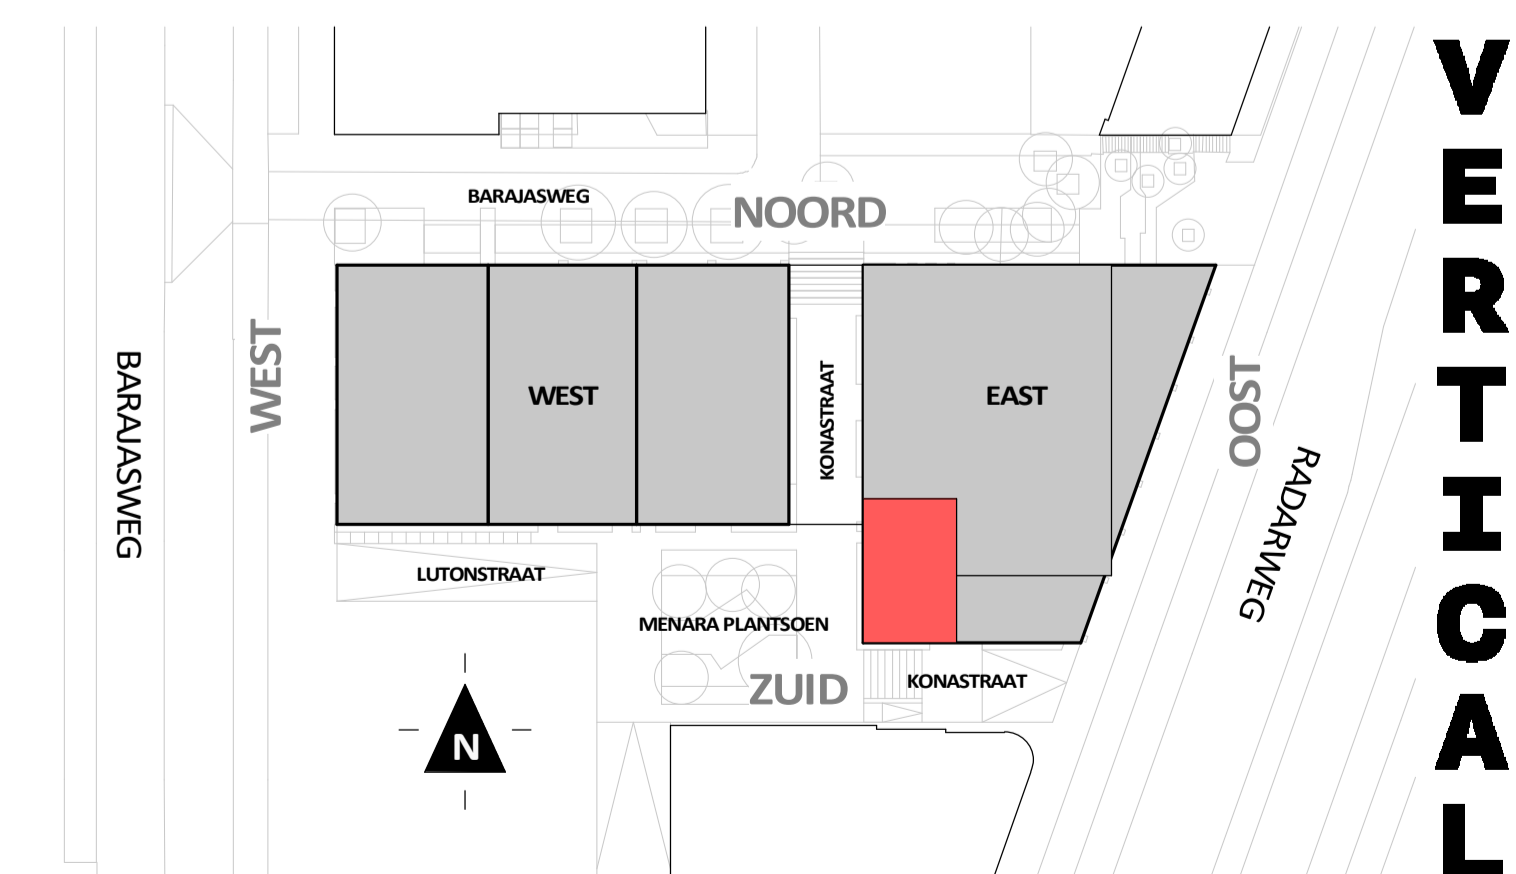 BARAJASWEG
NOORD
WEST
BARAJASWEG
WEST
KONASTRAAT
EAST
OOST
RADARWEG
LUTONSTRAAT
MENARA PLANTSOEN
ZUID
KONASTRAAT
N
VERTICAL